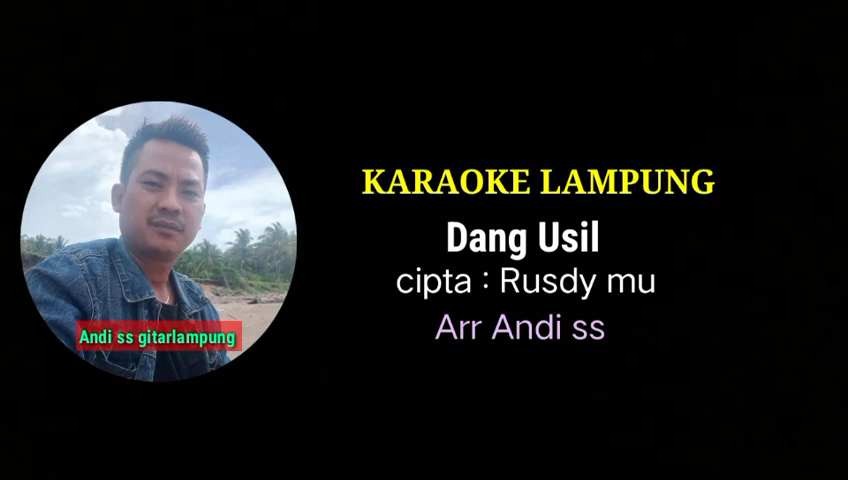 KARAOKE LAMPUNG
Dang Usil
cipta : Rusdy mu
Arr Andi ss
Andi ss gitarlampung